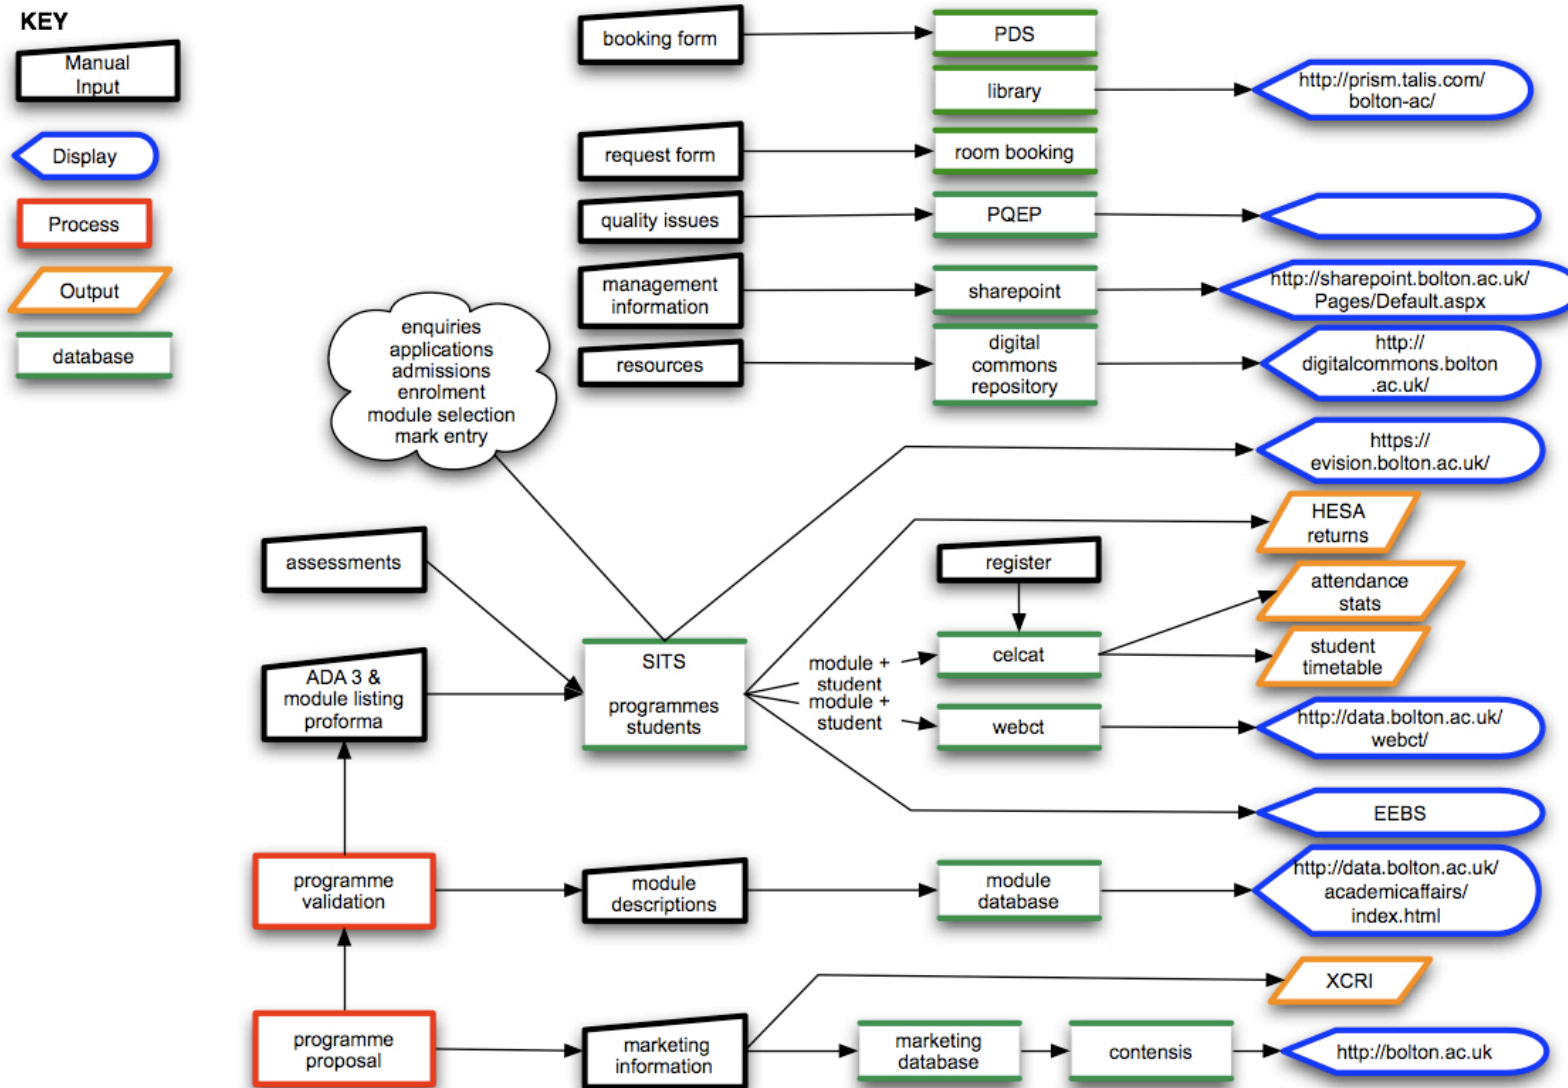 KEY
Manual
Input
Display
Process
Output
database
booking form
PDS
library
http://prism.talis.com/
bolton-ac/
request form
room booking
quality issues
PQEP
management
information
sharepoint
http://sharepoint.bolton.ac.uk/
Pages/Default.aspx
resources
digital
commons
repository
http://
digitalcommons.bolton
.ac.uk/
enquiries
applications
admissions
enrolment
module selection
mark entry
https://
evision.bolton.ac.uk/
HESA
returns
assessments
register
attendance
stats
SITS
programmes
students
module +
student
module +
student
celcat
student
timetable
ADA 3 &
module listing
proforma
webct
http://data.bolton.ac.uk/
webct/
EEBS
programme
validation
module
descriptions
module
database
http://data.bolton.ac.uk/
academicaffairs/
index.html
XCRI
programme
proposal
marketing
information
marketing
database
contensis
http://bolton.ac.uk